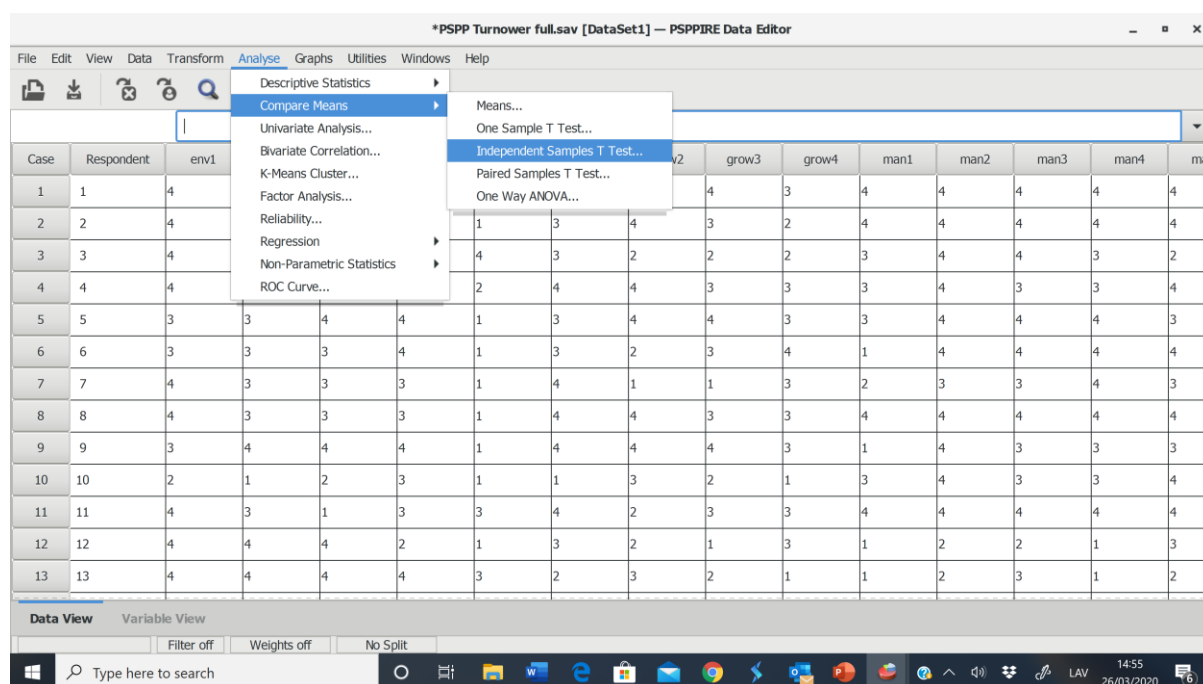 *PSPP Turnower full.sav [DataSet1] — PSPPIRE Data Editor
File Edit View Data Transform Analyse Graphs Utilities Windows Help
Descriptive Statistics
Compare Means
Univariate Analysis...
Bivariate Correlation...
K-Means Cluster...
Factor Analysis...
Reliability...
Regression
Non-Parametric Statistics
ROC Curve...
Means...
One Sample T Test...
Independent Samples T Test...
Paired Samples T Test...
One Way ANOVA...
Case Respondent env1 grow3 grow4 man1 man2 man3 man4
1 1 4 4 3 4 4 4 4 4
2 2 4 1 3 4 3 2 4 4 4 4 4
3 3 4 4 3 2 2 2 3 4 4 3 2
4 4 4 2 4 4 3 3 3 4 3 3 4
5 5 3 3 4 4 1 3 4 4 3 3 4 4 4 3
6 6 3 3 3 4 1 3 2 3 4 1 4 4 4 4
7 7 4 3 3 3 1 4 1 1 3 2 3 3 4 3
8 8 4 3 3 3 1 4 4 3 3 4 4 4 4 4
9 9 3 4 4 4 1 4 4 4 3 1 4 3 3 3
10 10 2 1 2 3 1 1 3 2 1 3 4 3 3 4
11 11 4 3 1 3 3 4 2 3 3 4 4 4 4 4
12 12 4 4 4 2 1 3 2 1 3 1 2 2 1 3
13 13 4 4 4 4 3 2 3 2 1 1 2 3 1 2
Data View Variable View
Filter off Weights off No Split
Type here to search
LAV
14:55
26/03/2020